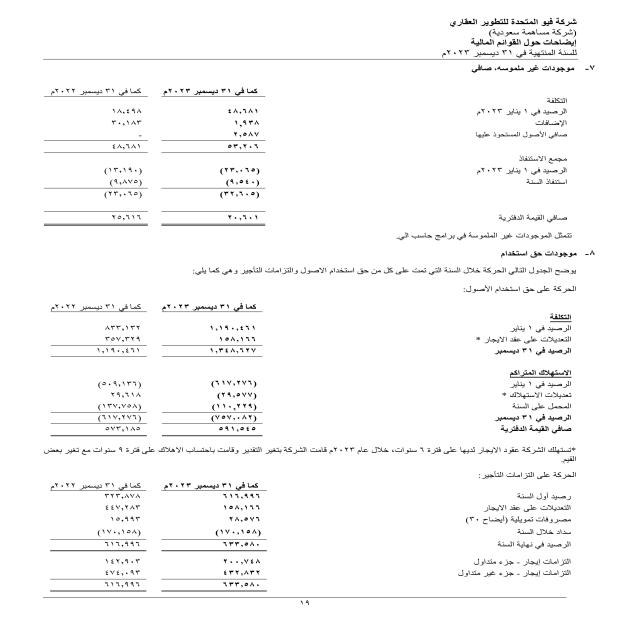 شركة فيو المتحدة للتطوير العقاري
(شركة مساهمة سعودية)
إيضاحات حول القوائم المالية
للسنة المنتهية في ٣١ ديسمبر ٢٠٢٣م
٧- موجودات غير ملموسه، صافي
كما في ٣١ ديسمبر ٢٠٢٣م كما في ٣١ ديسمبر ٢٠٢٢م
التكلفة
الرصيد في ١ يناير ٢٠٢٣م ٤٨,٦٨١ ١٨,٤٩٨
الإضافات ١,٩٣٨ ٣٠,١٨٣
صافي الأصول المستحوذ عليها ٢,٥٨٧ -
٥٣,٢٠٦ ٤٨,٦٨١
مجمع الاستنفاذ
الرصيد في ١ يناير ٢٠٢٣م (٢٣,٠٦٥) (١٣,١٩٠)
استنفاذ السنة (٩,٥٤٠) (٩,٨٧٥)
(٣٢,٦٠٥) (٢٣,٠٦٥)
صافي القيمة الدفترية ٢٠,٦٠١ ٢٥,٦١٦
تتمثل الموجودات غير الملموسة في برامج حاسب الي.
٨- موجودات حق استخدام
يوضح الجدول التالي الحركة خلال السنة التي تمت على كل من حق استخدام الاصول والتزامات التأجير وهي كما يلي:
الحركة على حق استخدام الأصول:
كما في ٣١ ديسمبر ٢٠٢٣م كما في ٣١ ديسمبر ٢٠٢٢م
التكلفة
الرصيد في ١ يناير ١,١٩٠,٤٦١ ٨٣٣,١٣٢
التعديلات على عقد الايجار * ١٥٨,١٦٦ ٣٥٧,٣٢٩
الرصيد في ٣١ ديسمبر ١,٣٤٨,٦٢٧ ١,١٩٠,٤٦١
الاستهلاك المتراكم
الرصيد في ١ يناير (٦١٧,٢٧٦) (٥٠٩,١٣٦)
تعديلات الاستهلاك * (٢٩,٥٧٧) ٢٩,٦١٨
المحمل على السنة (١١٠,٢٢٩) (١٣٧,٧٥٨)
الرصيد في ٣١ ديسمبر (٧٥٧,٠٨٢) (٦١٧,٢٧٦)
صافي القيمة الدفترية ٥٩١,٥٤٥ ٥٧٣,١٨٥
*تستهلك الشركة عقود الايجار لديها على فترة ٦ سنوات، خلال عام ٢٠٢٣م قامت الشركة بتغير التقدير وقامت باحتساب الاهلاك على فترة ٩ سنوات مع تغير بعض
القيم.
الحركة على التزامات التأجير:
كما في ٣١ ديسمبر ٢٠٢٣م كما في ٣١ ديسمبر ٢٠٢٢م
رصيد أول السنة ٦١٦,٩٩٦ ٣٢٣,٨٧٨
التعديلات على عقد الايجار ١٥٨,١٦٦ ٤٤٧,٢٨٣
مصروفات تمويلية (أيضاح ٣٠) ٢٨,٥٧٦ ١٥,٩٩٣
سداد خلال السنة (١٧٠,١٥٨) (١٧٠,١٥٨)
الرصيد في نهاية السنة ٦٣٣,٥٨٠ ٦١٦,٩٩٦
التزامات إيجار - جزء متداول ٢٠٠,٧٤٨ ١٤٢,٩٠٣
التزامات إيجار - جزء غير متداول ٤٣٢,٨٣٢ ٤٧٤,٠٩٣
٦٣٣,٥٨٠ ٦١٦,٩٩٦
١٩